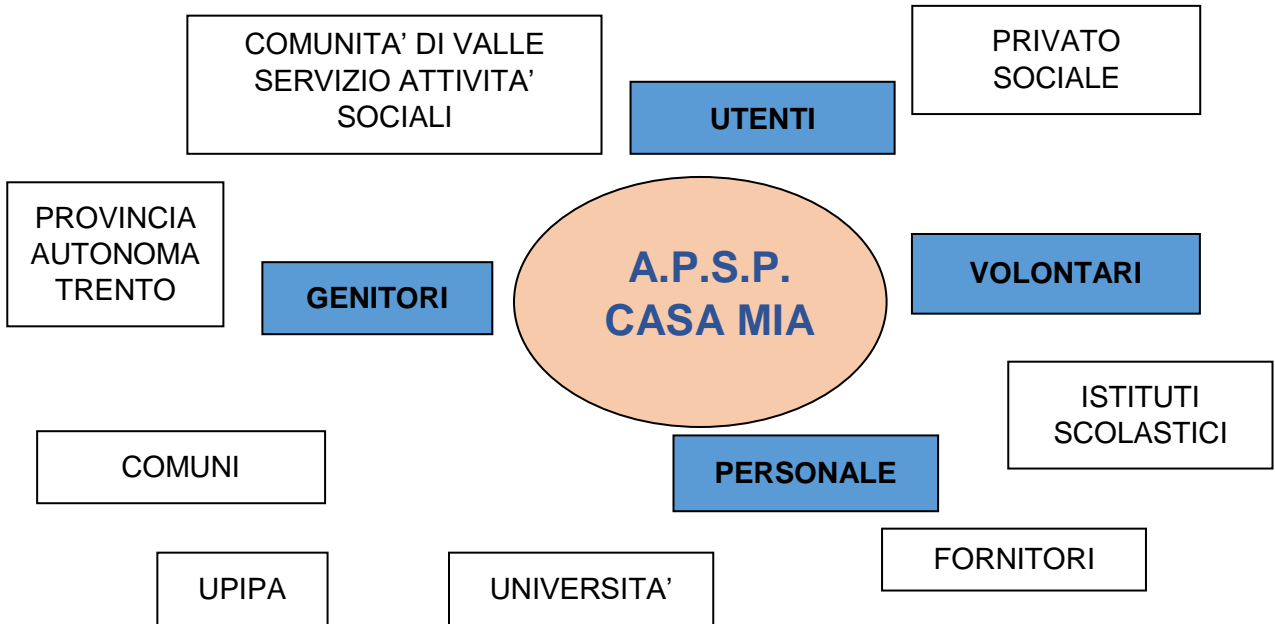 COMUNITA’ DI VALLE
SERVIZIO ATTIVITA’
SOCIALI
UTENTI
PRIVATO
SOCIALE
PROVINCIA
AUTONOMA
TRENTO
GENITORI
A.P.S.P.
CASA MIA
VOLONTARI
ISTITUTI
SCOLASTICI
COMUNI
PERSONALE
FORNITORI
UPIPA
UNIVERSITA’